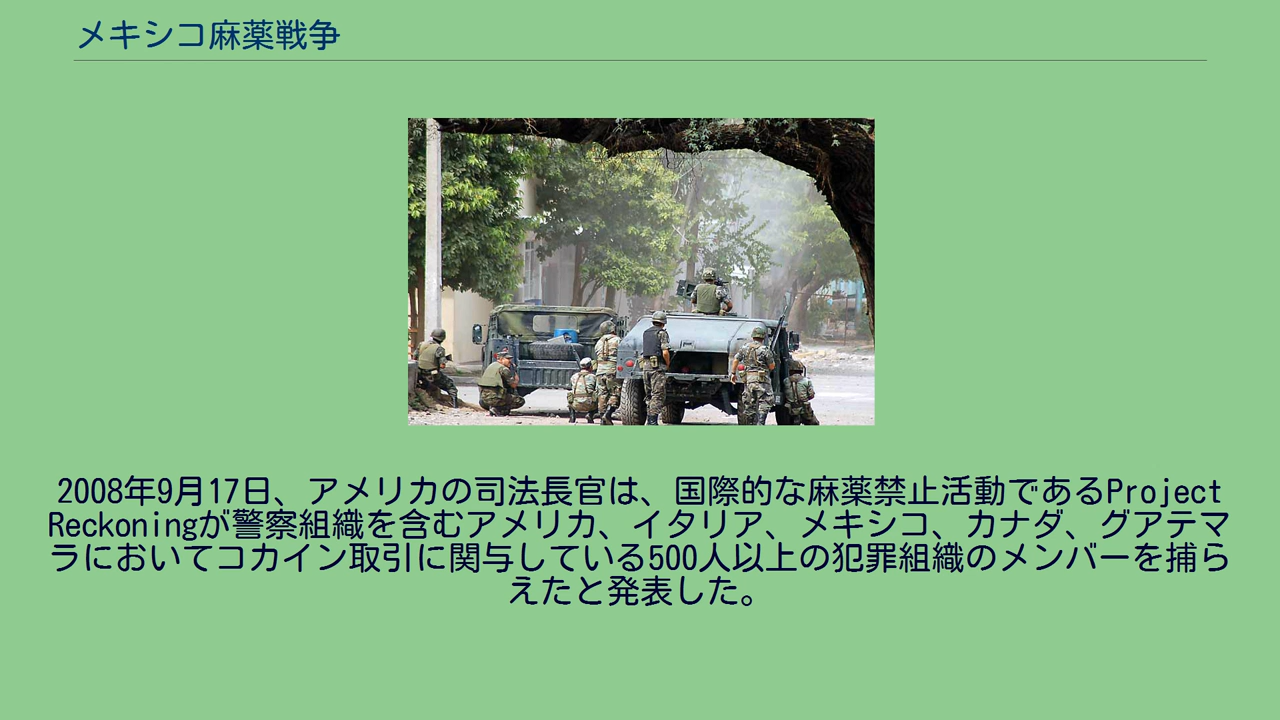 メキシコ麻薬戦争
2008年9月17日、アメリカの司法長官は、国際的な麻薬禁止活動であるProject
Reckoningが警察組織を含むアメリカ、イタリア、メキシコ、カナダ、グアテマ
ラにおいてコカイン取引に関与している500人以上の犯罪組織のメンバーを捕ら
えたと発表した。